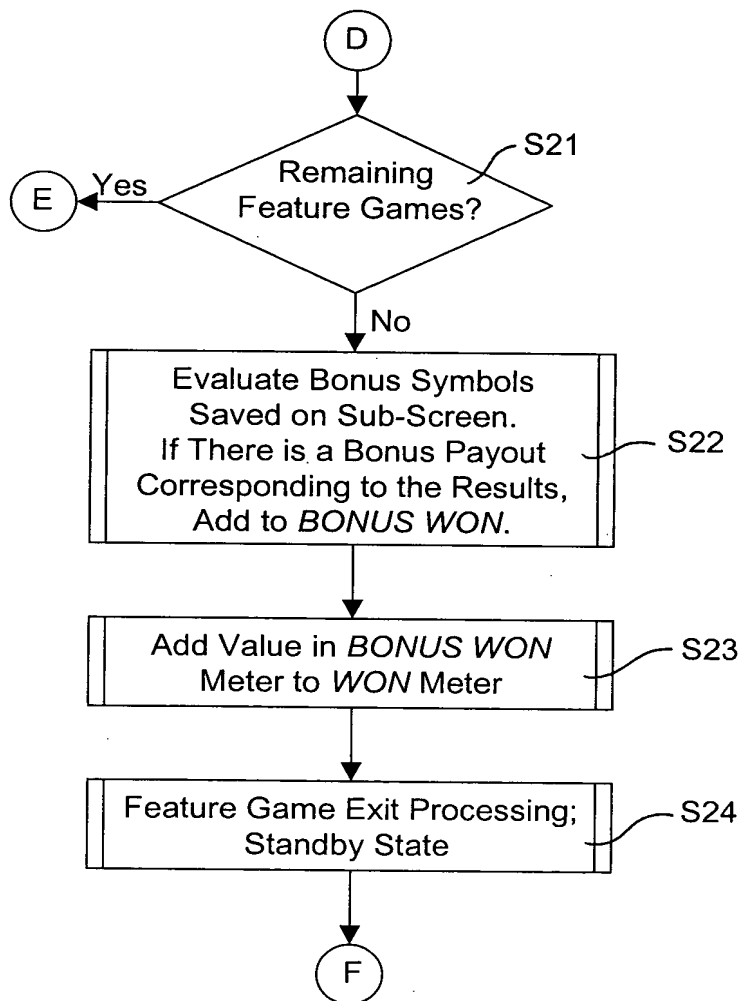 D
S21
Remaining
Feature Games?
Yes
E
No
Evaluate Bonus Symbols
Saved on Sub-Screen.
If There is a Bonus Payout
Corresponding to the Results,
Add to BONUS WON.
S22
Add Value in BONUS WON
Meter to WON Meter
S23
Feature Game Exit Processing;
Standby State
S24
F